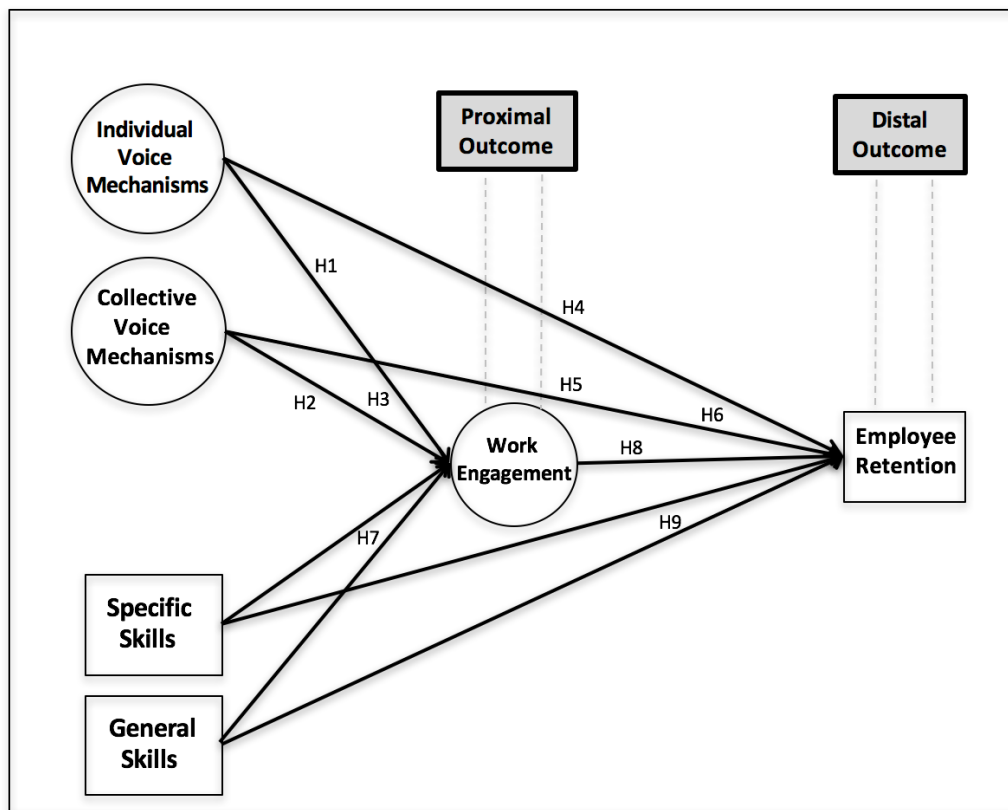 Individual
Voice
Mechanisms
Proximal
Outcome
Distal
Outcome
H1
Collective
Voice
Mechanisms
H4
H2
H3
H5
H6
Work
Engagement
H8
Employee
Retention
H7
H9
Specific
Skills
General
Skills